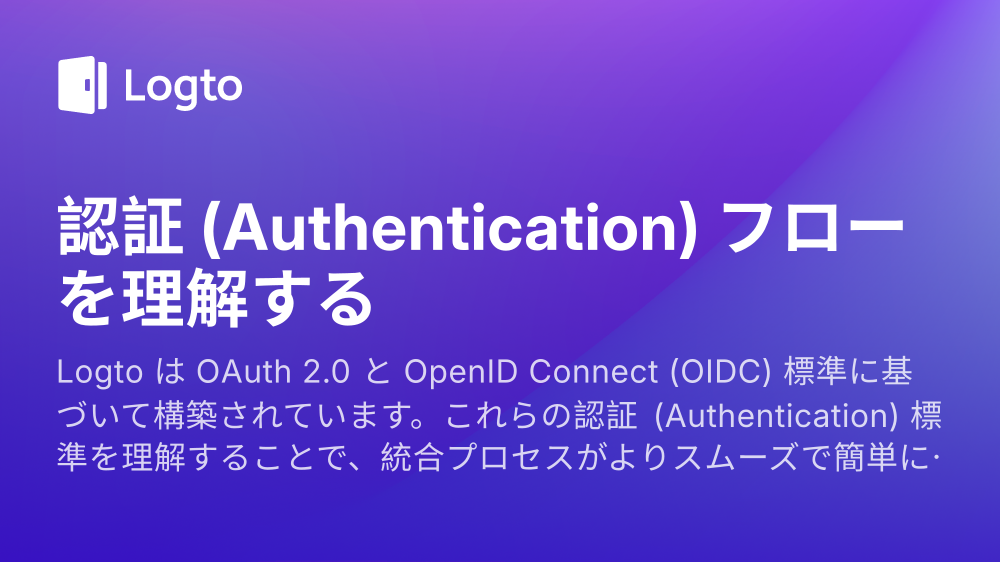 Logto
認証 (Authentication) フロー
を理解する
Logto は OAuth 2.0 と OpenID Connect (OIDC) 標準に基
づいて構築されています。これらの認証 (Authentication) 標
準を理解することで、統合プロセスがよりスムーズで簡単に·